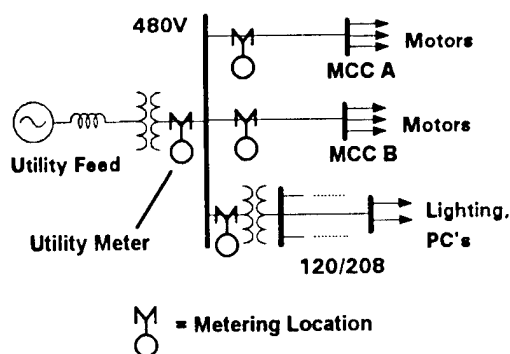 480V
Motors
MCC A
Motors
MCC B
Utility Feed
Utility Meter
Lighting,
PC's
120/208
= Metering Location